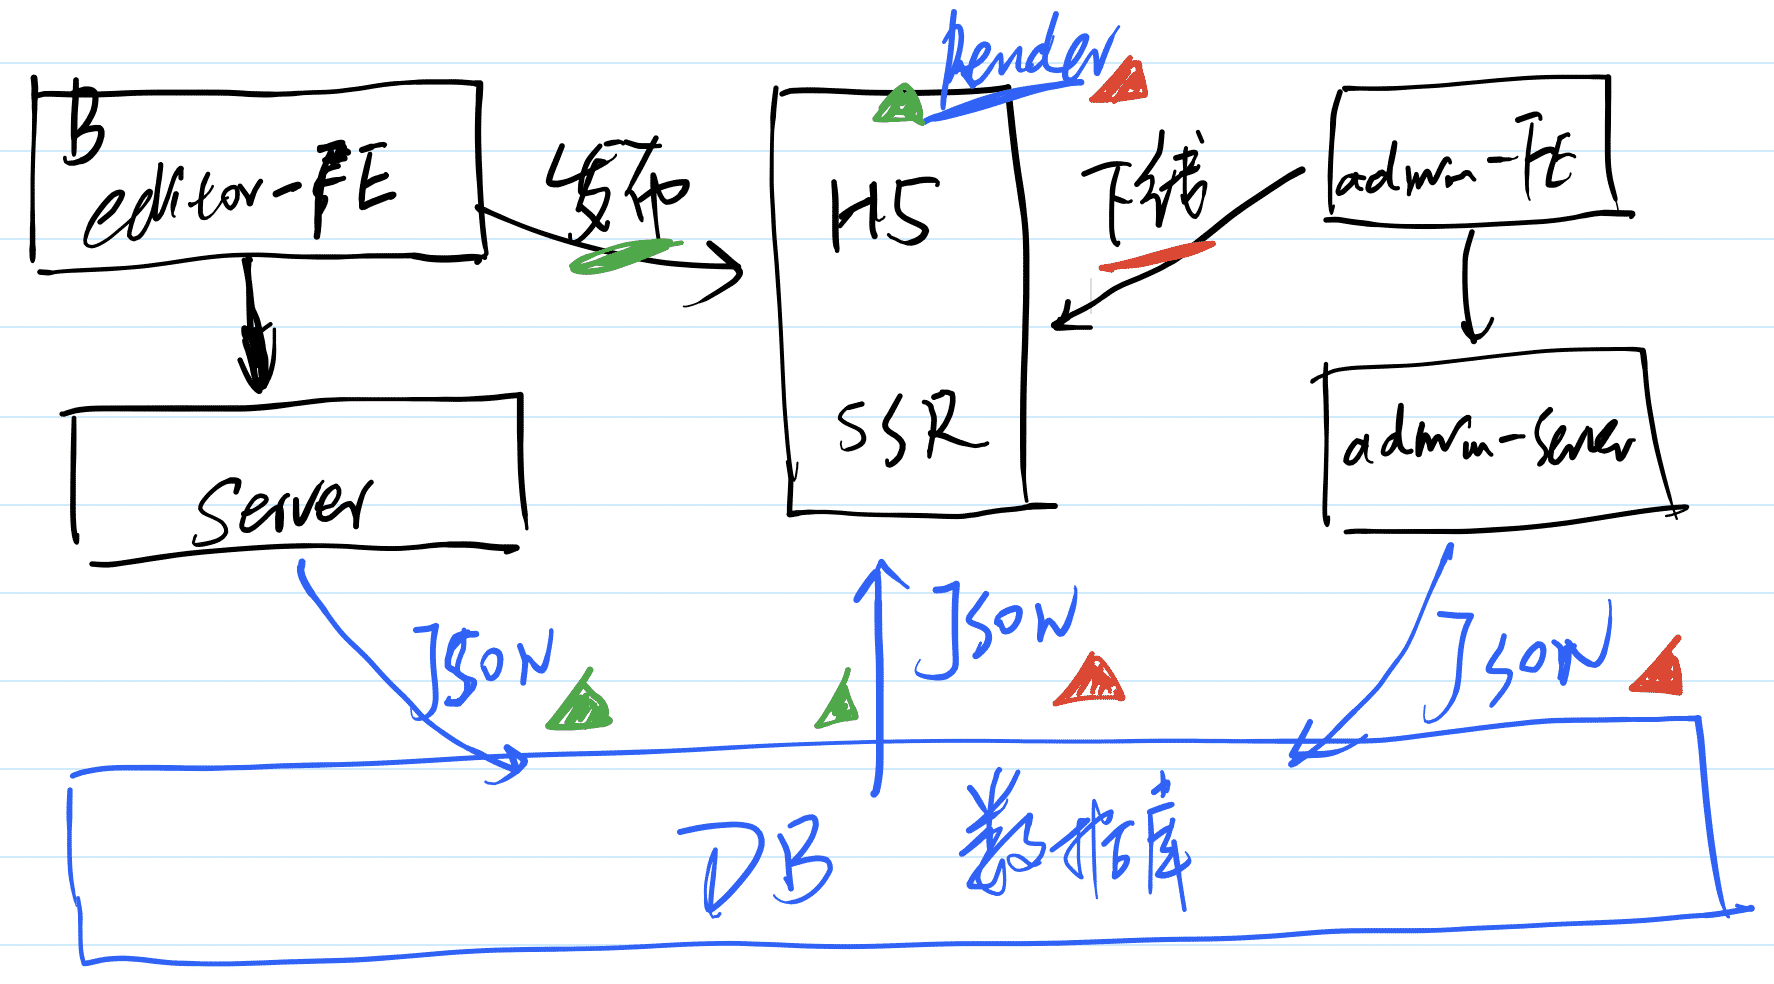 Render
B
editor-FE
发布
H5
下线
admin-FE
SSR
admin-server
Server
JSON
JSON
JSON
DB 数据库